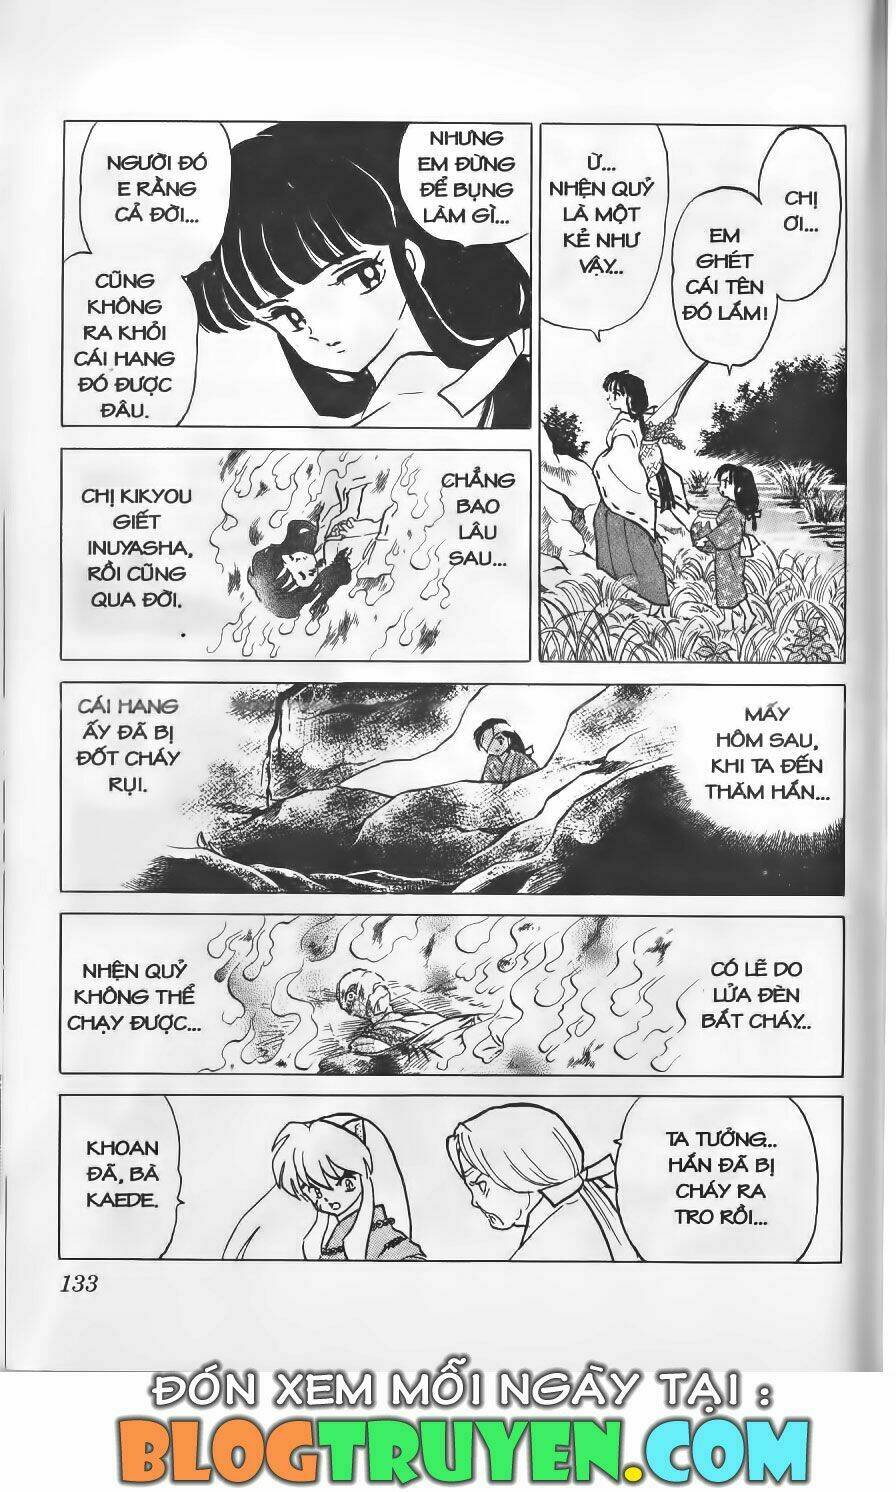 CHỊ
ƠI...
EM
GHÉT
CÁI TÊN
ĐÓ LẮM!
Ừ...
NHỆN QUỶ
LÀ MỘT
KẺ NHƯ
VẬY...
NHƯNG
EM ĐỪNG
ĐỂ BỤNG
LÀM GÌ...
NGƯỜI ĐÓ
E RẰNG
CẢ ĐỜI...
CŨNG
KHÔNG
RA KHỎI
CÁI HANG
ĐÓ ĐƯỢC
ĐÂU.
CHẲNG
BAO
LÂU
SAU...
CHỊ KIKYOU
GIẾT
INUYASHA,
RỒI CŨNG
QUA ĐỜI.
MẤY
HÔM SAU,
KHI TA ĐẾN
THĂM HẮN...
CÁI HANG
ẤY ĐÃ BỊ
ĐỐT CHÁY
RỤI.
CÓ LẼ DO
LỬA ĐÈN
BẮT CHÁY...
NHỆN QUỶ
KHÔNG THỂ
CHẠY ĐƯỢC...
TA TƯỞNG...
HẮN ĐÃ BỊ
CHÁY RA
TRO RỒI...
KHOAN
ĐÃ, BÀ
KAEDE.
133
ĐÓN XEM MỖI NGÀY TẠI :
BLOGTRUYEN.COM